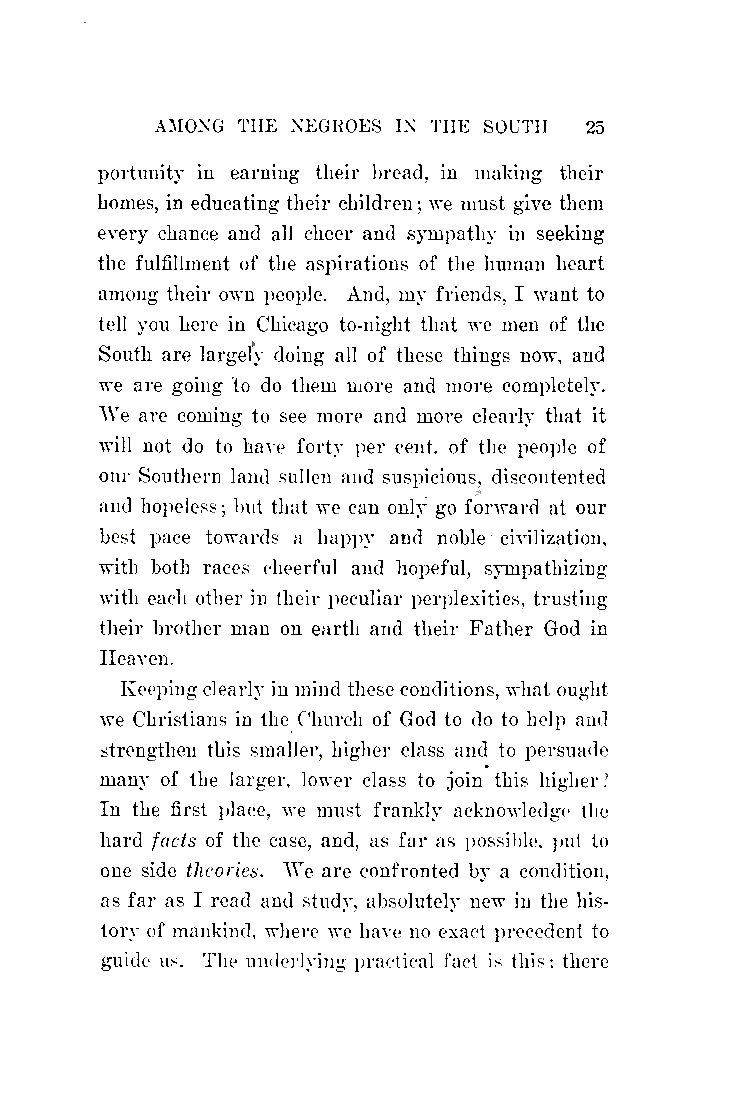 AMONG THE NEGROES IN THE SOUTH 25
portunity in earning their bread, in making their
homes, in educating their children; we must give them
every chance and all cheer and sympathy in seeking
the fulfillment of the aspirations of the human heart
among their own people. And, my friends, I want to
tell you here in Chicago to-night that we men of the
South are largely doing all of these things now, and
we are going to do them more and more completely.
We are coming to see more and more clearly that it
will not do to have forty per cent. of the people of
our Southern land sullen and suspicious, discontented
and hopeless; but that we can only go forward at our
best pace towards a happy and noble civilization,
with both races cheerful and hopeful, sympathizing
with each other in their peculiar perplexities, trusting
their brother man on earth and their Father God in
Heaven.
Keeping clearly in mind these conditions, what ought
we Christians in the Church of God to do to help and
strengthen this smaller, higher class and to persuade
many of the larger, lower class to join this higher?
In the first place, we must frankly acknowledge the
hard facts of the case, and, as far as possible, put to
one side theories. We are confronted by a condition,
as far as I read and study, absolutely new in the his-
tory of mankind, where we have no exact precedent to
guide us. The underlying practical fact is this: there